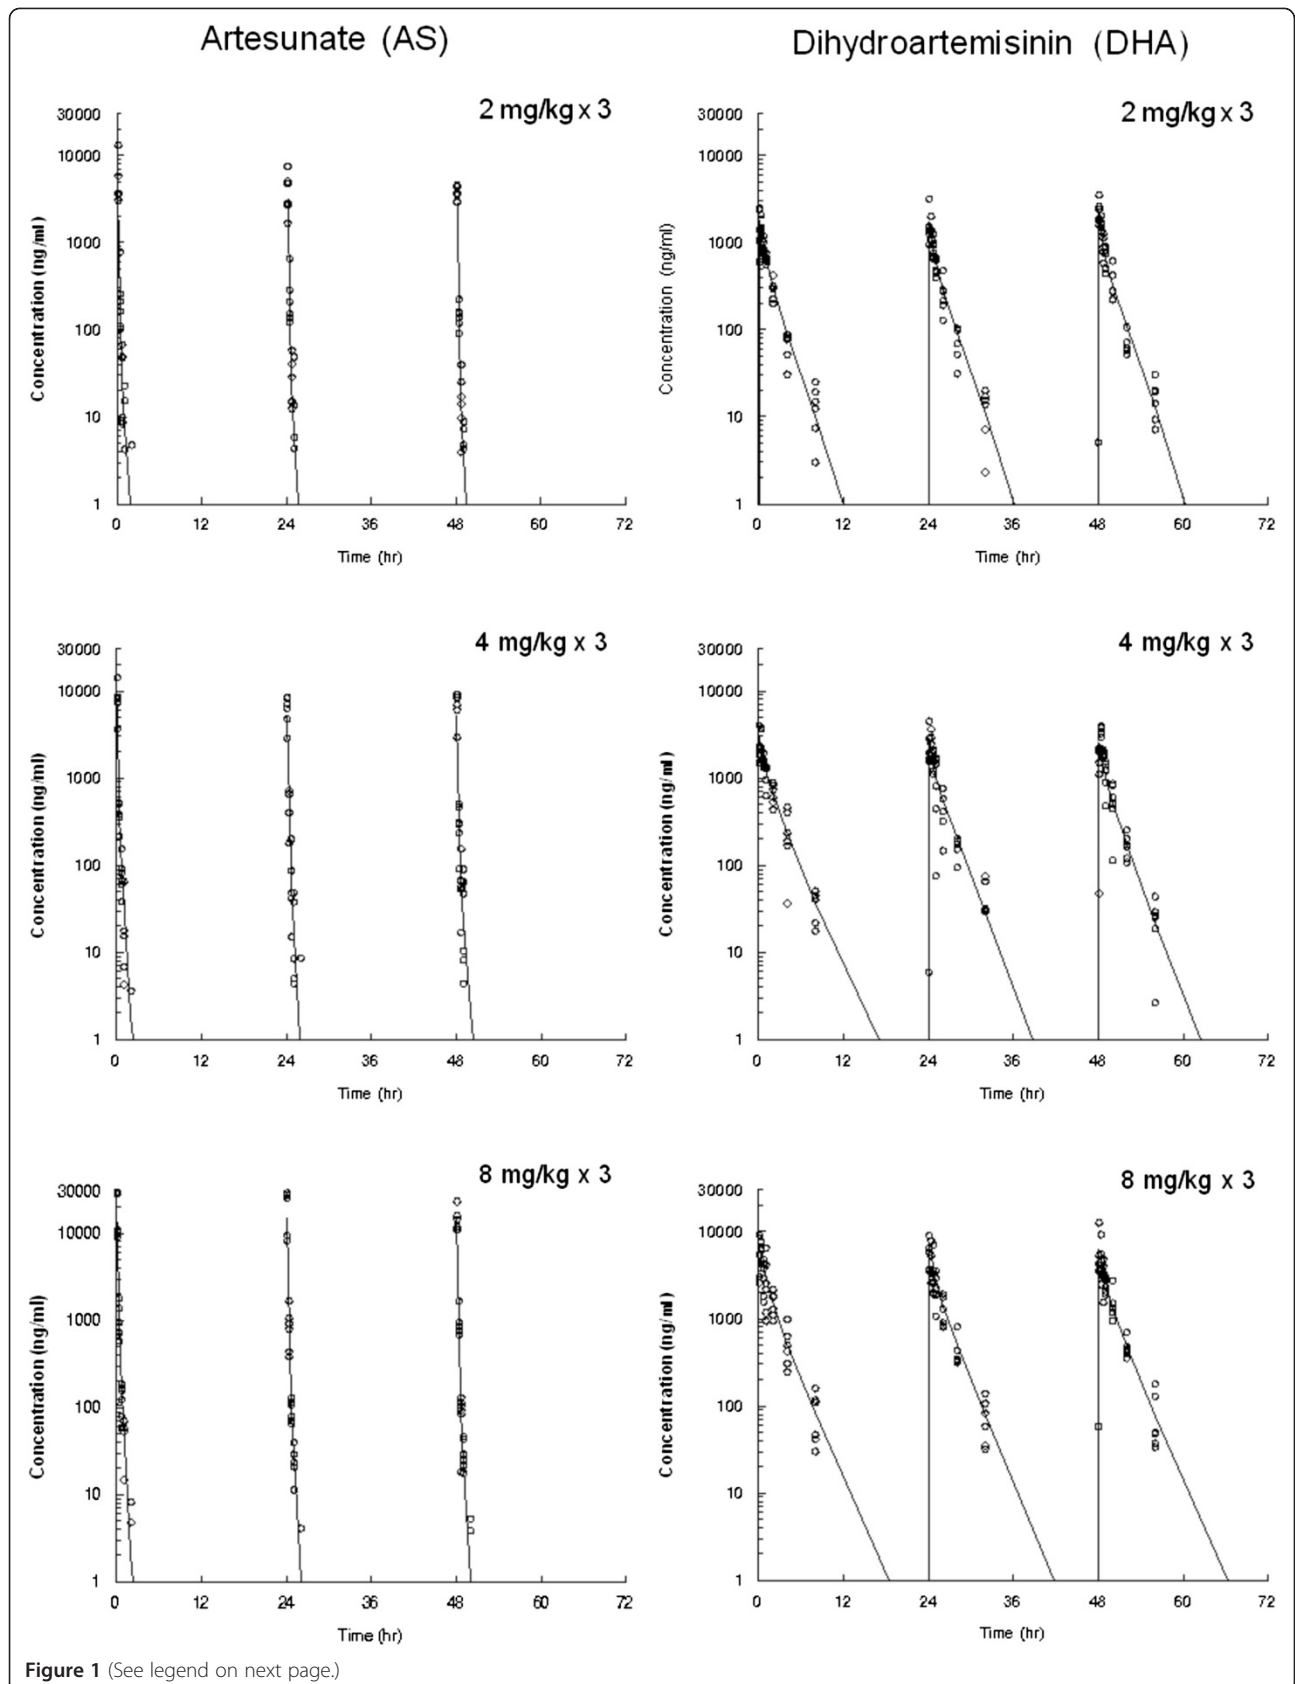 Artesunate (AS)
Dihydroartemisinin (DHA)
2 mg/kg x 3
30000
10000
1000
100
10
1
Concentration (ng/ml)
0 12 24 36 48 60 72
Time (hr)
2 mg/kg x 3
30000
10000
1000
100
10
1
Concentration (ng/ml)
0 12 24 36 48 60 72
Time (hr)
4 mg/kg x 3
30000
10000
1000
100
10
1
Concentration (ng/ml)
0 12 24 36 48 60 72
Time (hr)
4 mg/kg x 3
30000
10000
1000
100
10
1
Concentration (ng/ml)
0 12 24 36 48 60 72
Time (hr)
8 mg/kg x 3
30000
10000
1000
100
10
1
Concentration (ng/ml)
0 12 24 36 48 60 72
Time (hr)
8 mg/kg x 3
30000
10000
1000
100
10
1
Concentration (ng/ml)
0 12 24 36 48 60 72
Time (hr)
Figure 1 (See legend on next page.)